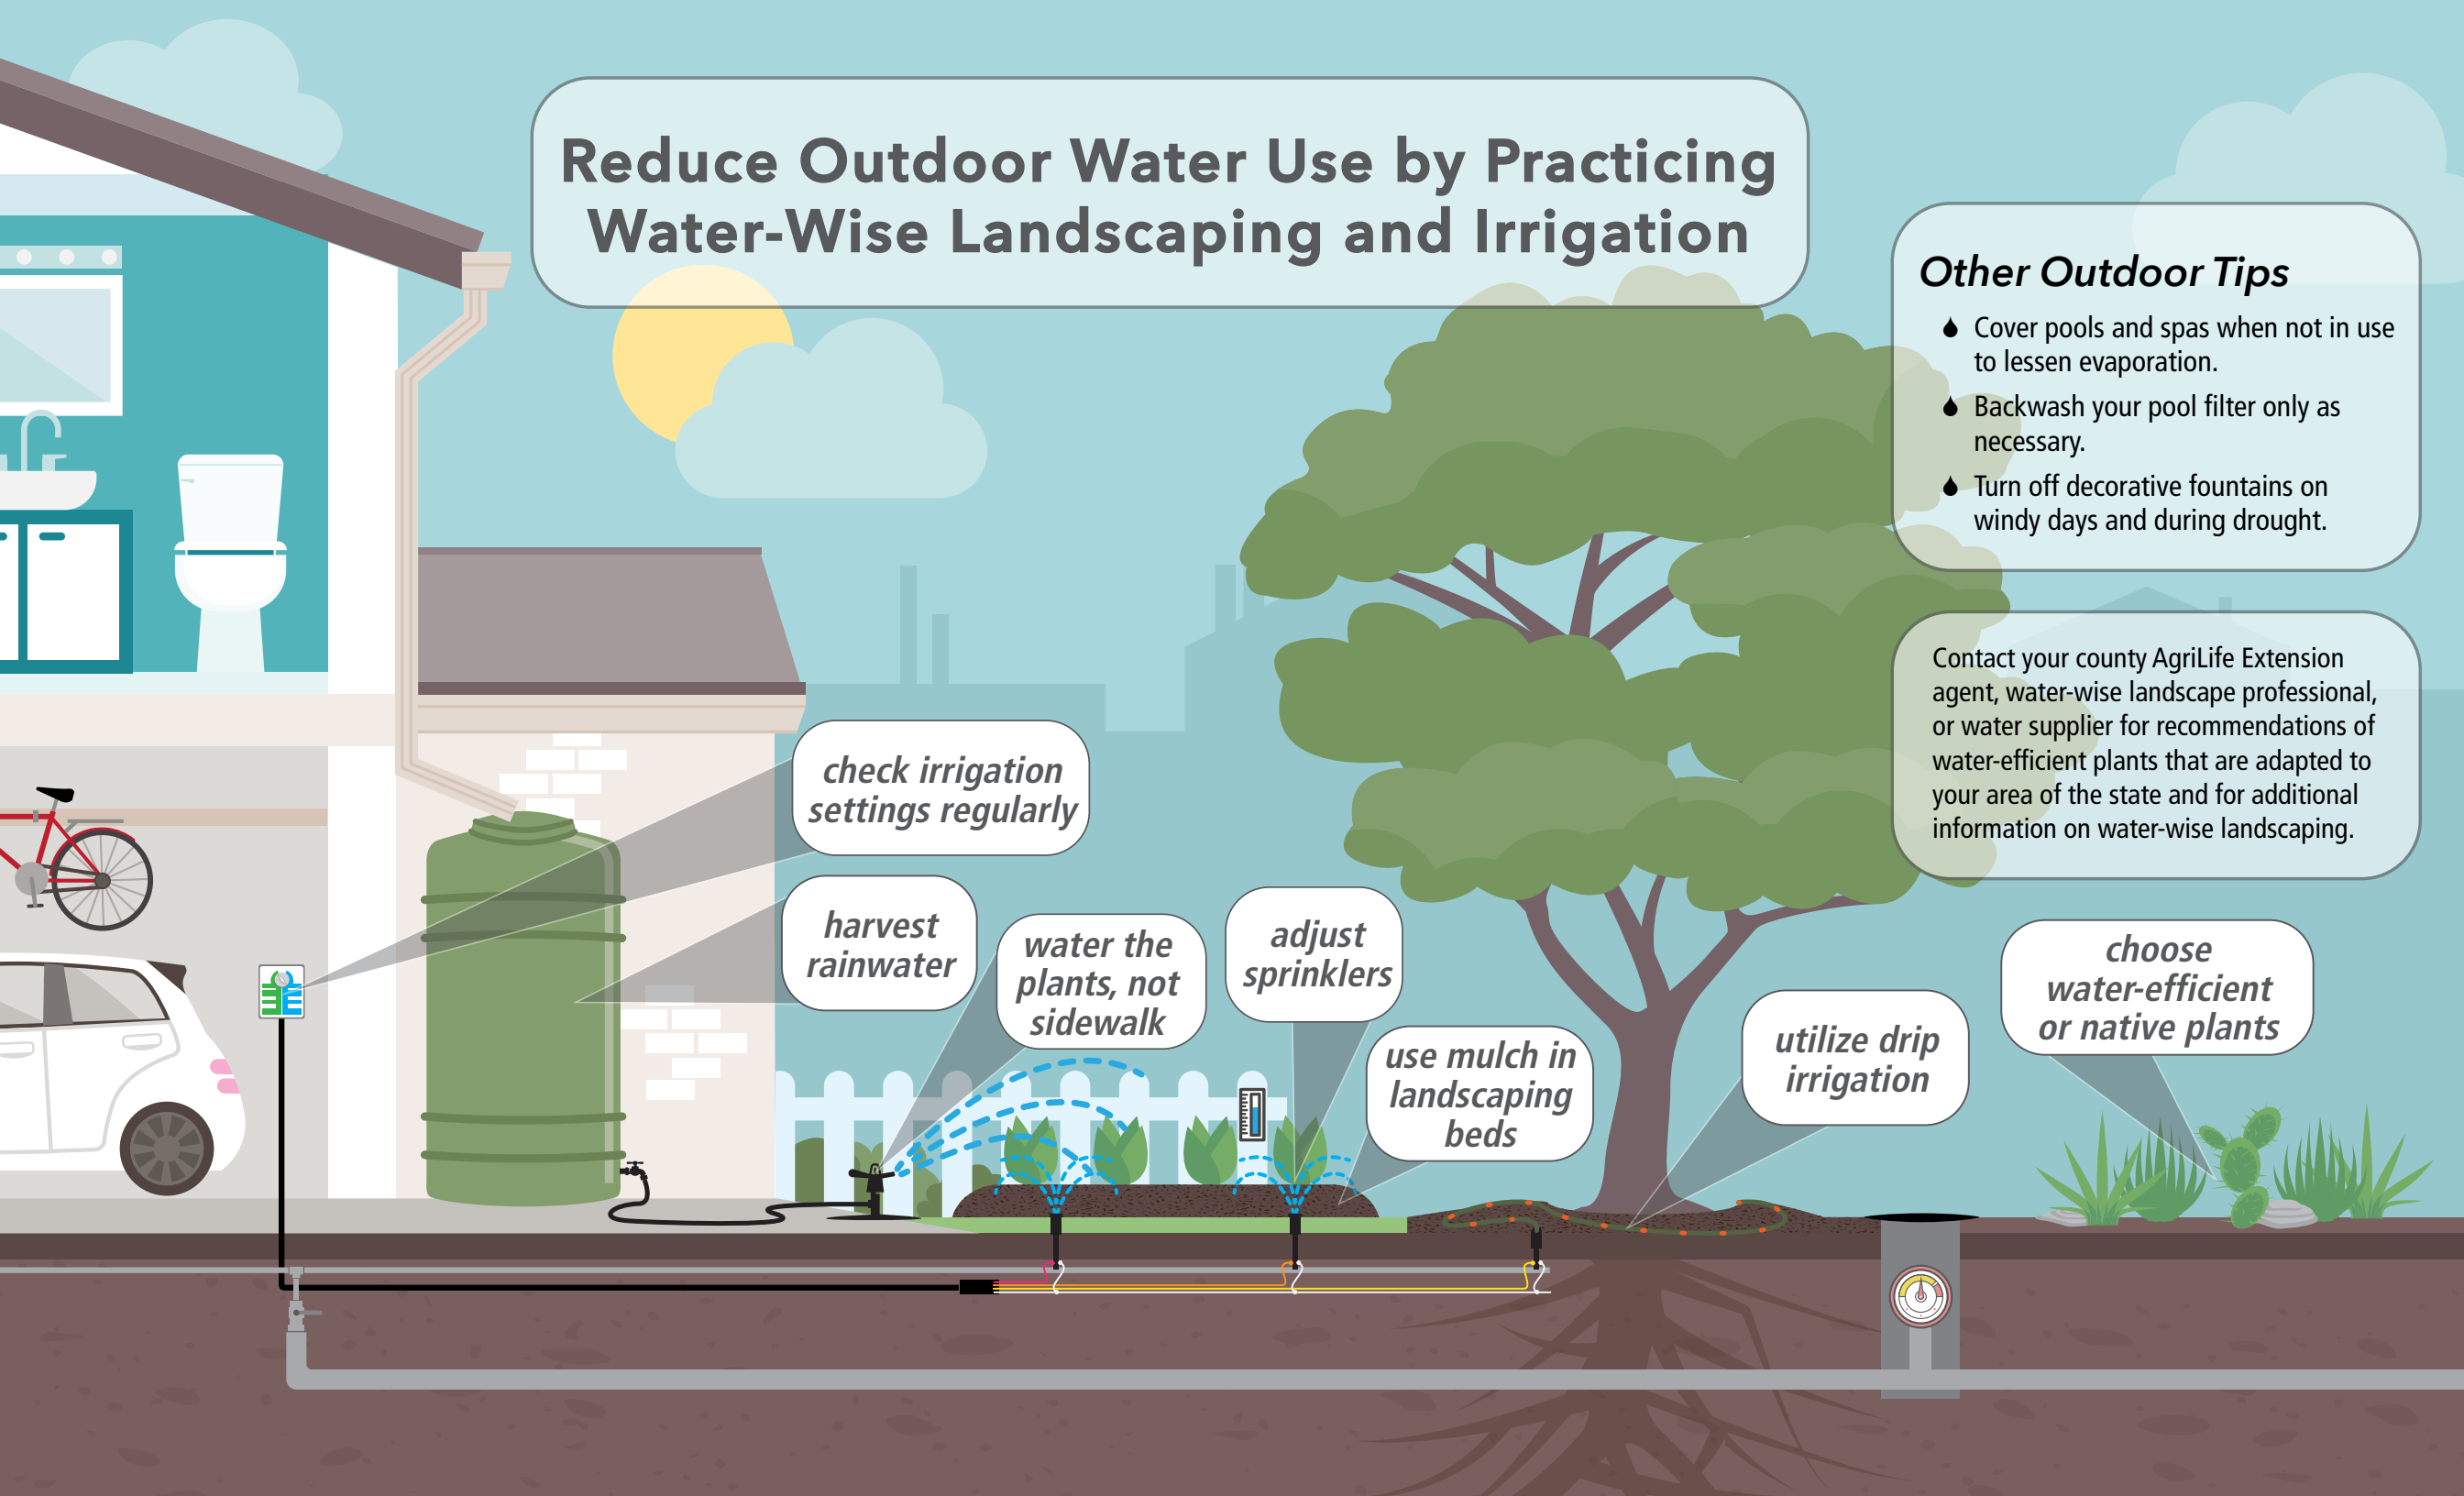 Reduce Outdoor Water Use by Practicing
Water-Wise Landscaping and Irrigation
Other Outdoor Tips
Cover pools and spas when not in use
to lessen evaporation.
Backwash your pool filter only as
necessary.
Turn off decorative fountains on
windy days and during drought.
Contact your county AgriLife Extension
agent, water-wise landscape professional,
or water supplier for recommendations of
water-efficient plants that are adapted to
your area of the state and for additional
information on water-wise landscaping.
check irrigation
settings regularly
harvest
rainwater
water the
plants, not
sidewalk
adjust
sprinklers
use mulch in
landscaping
beds
utilize drip
irrigation
choose
water-efficient
or native plants